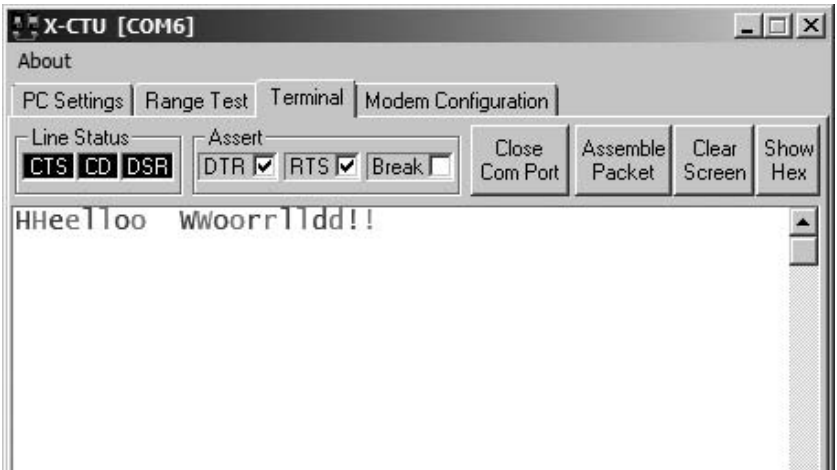 X-CTU [COM6]
About
PC Settings Range Test Terminal Modem Configuration
Line Status Assert
CTS CD DSR DTR RTS Break Close Com Port Assemble Packet Clear Screen Show Hex
HHeelllloo  WWoorrlldd!!